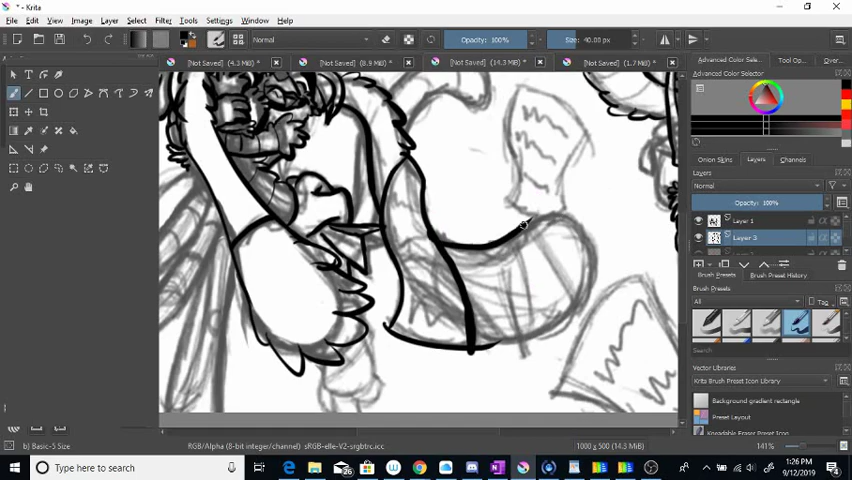 * - Krita
File Edit View Image Layer Select Filter Tools Settings Window Help
Normal Opacity: 100% Size: 40.00 px
[Not Saved] (4.3 MiB) * [Not Saved] (8.9 MiB) * [Not Saved] (14.3 MiB) * [Not Saved] (1.7 MiB) *
Advanced Color Sele... Tool Op... Over...
Advanced Color Selector
Onion Skins Layers Channels
Layers
Normal
Opacity: 100%
Layer 1
Layer 3
Brush Presets Brush Preset History
Brush Presets
All Tag
Search
Vector Libraries
Krita Brush Preset Icon Library
Background gradient rectangle
Preset Layout
Kneadable Eraser Preset Icon
b) Basic-5 Size RGB/Alpha (8-bit integer/channel) sRGB-elle-V2-srgbtrc.icc 1000 x 500 (14.3 MiB) 141%
Type here to search 1:26 PM
9/12/2019